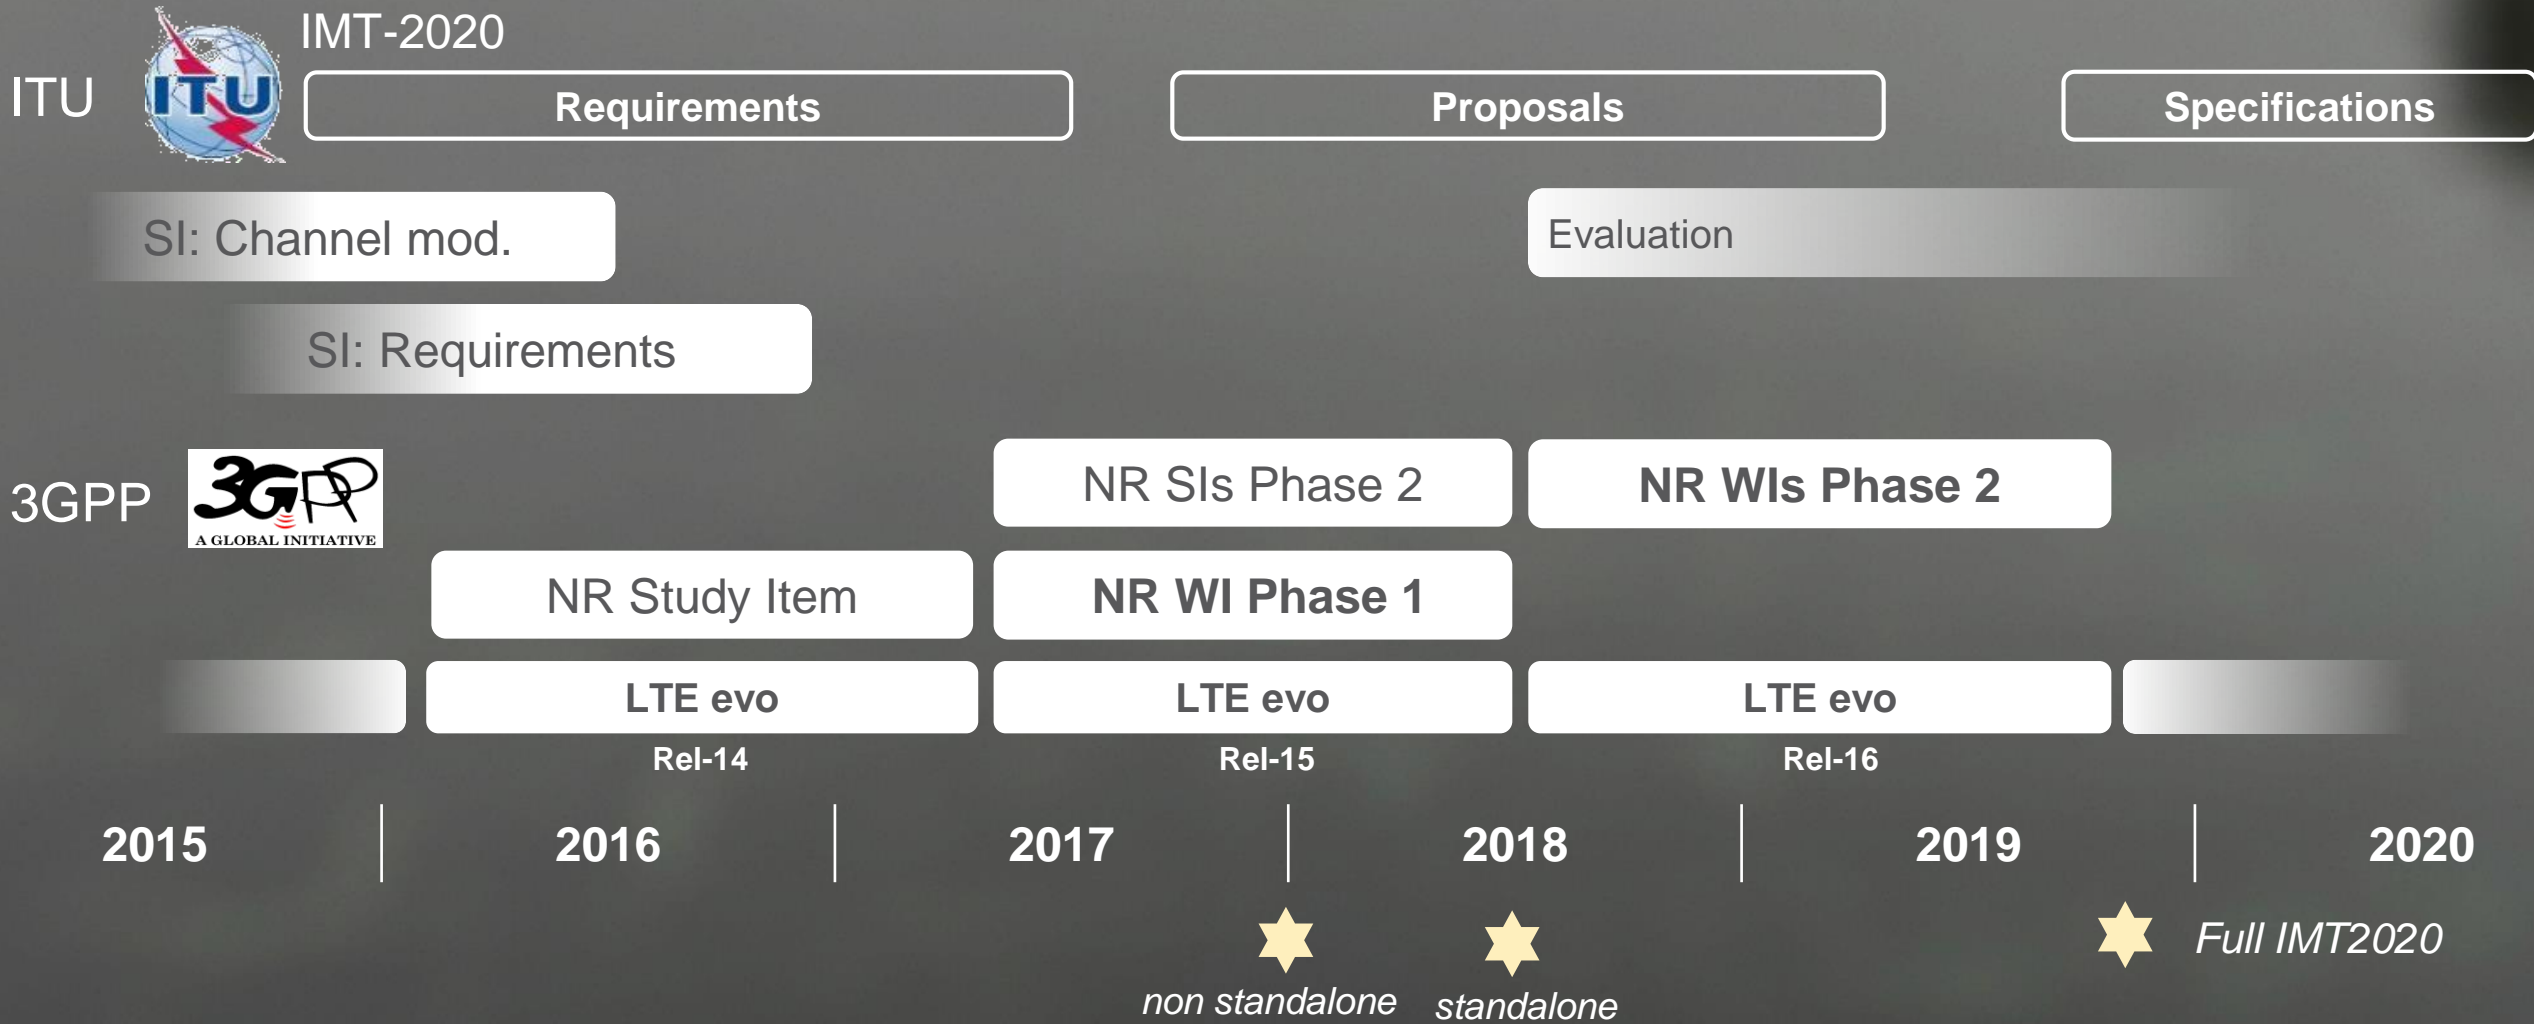 IMT-2020
ITU
ITU
Requirements
Proposals
Specifications
SI: Channel mod.
Evaluation
SI: Requirements
3GPP
3GPP
A GLOBAL INITIATIVE
NR SIs Phase 2
NR WIs Phase 2
NR Study Item
NR WI Phase 1
LTE evo
LTE evo
LTE evo
Rel-14
Rel-15
Rel-16
2015
2016
2017
2018
2019
2020
Full IMT2020
non standalone
standalone